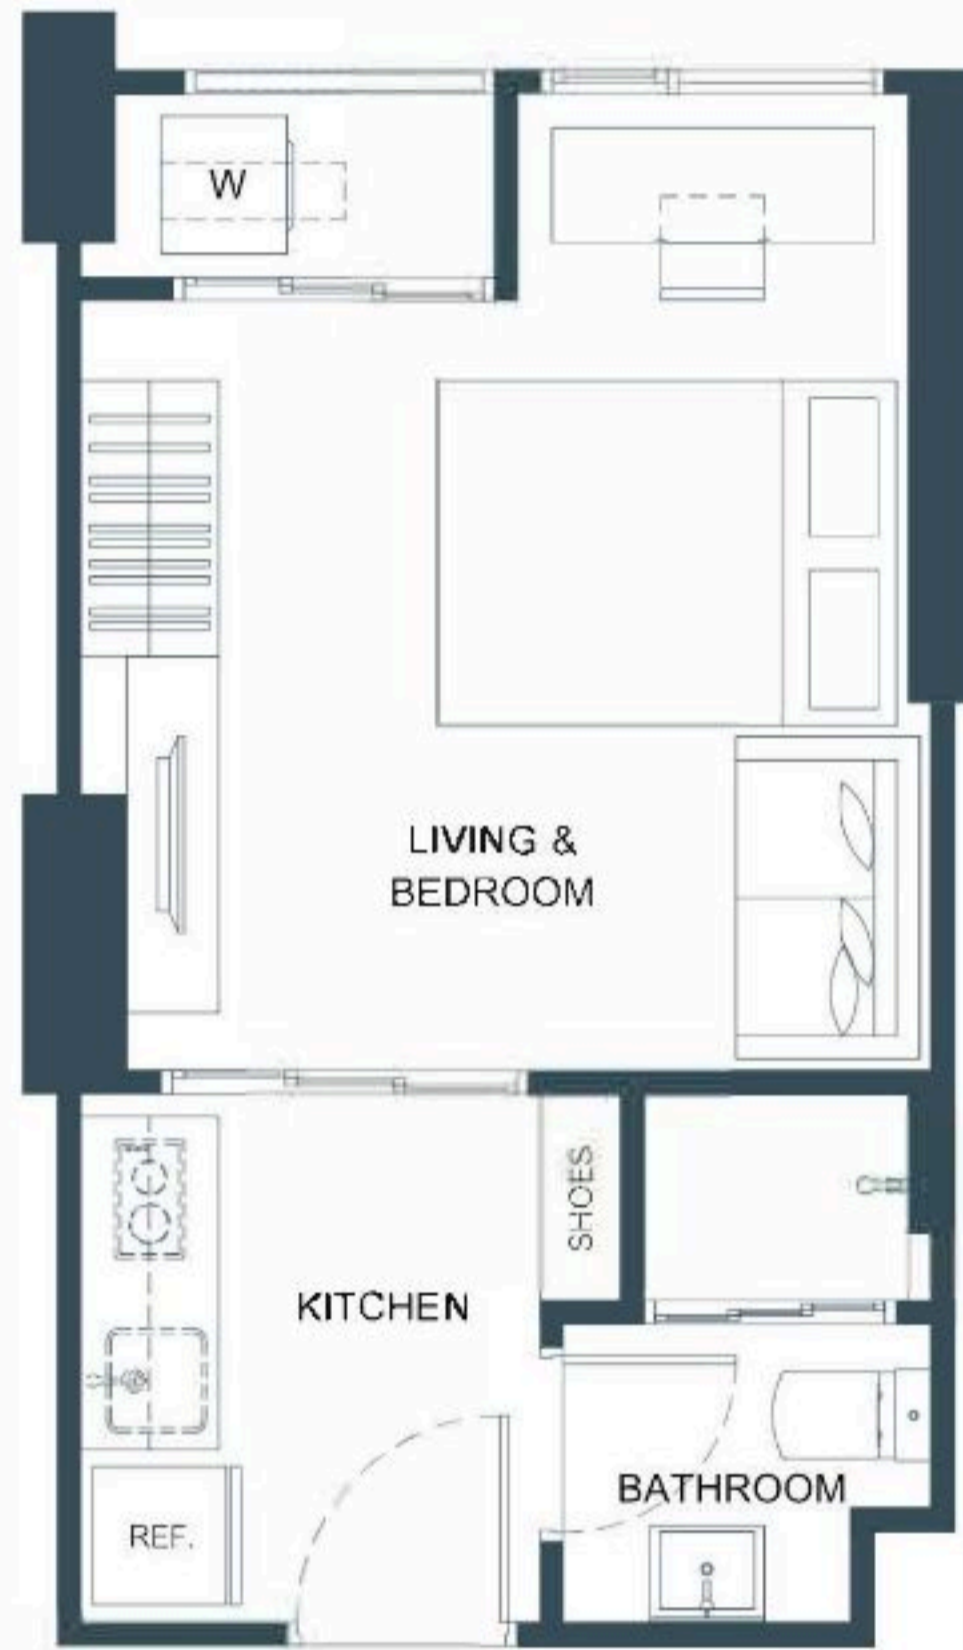 W
LIVING &
BEDROOM
SHOES
KITCHEN
BATHROOM
REF.